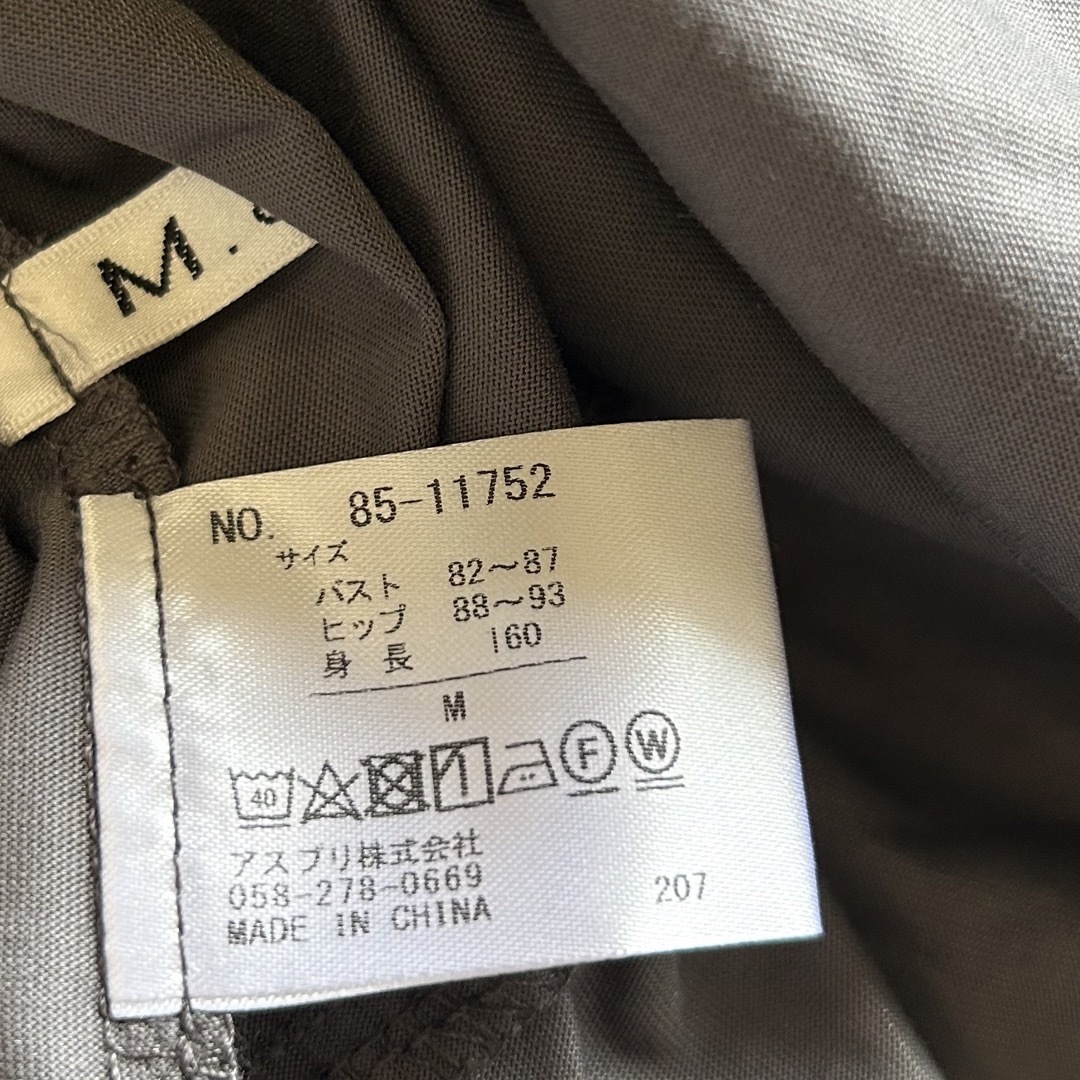 M.
NO. 85-11752
サイズ
バスト 82～87
ヒップ 88～93
身長 160
M
40 F W
アスプリ株式会社
058-278-0669
MADE IN CHINA 207